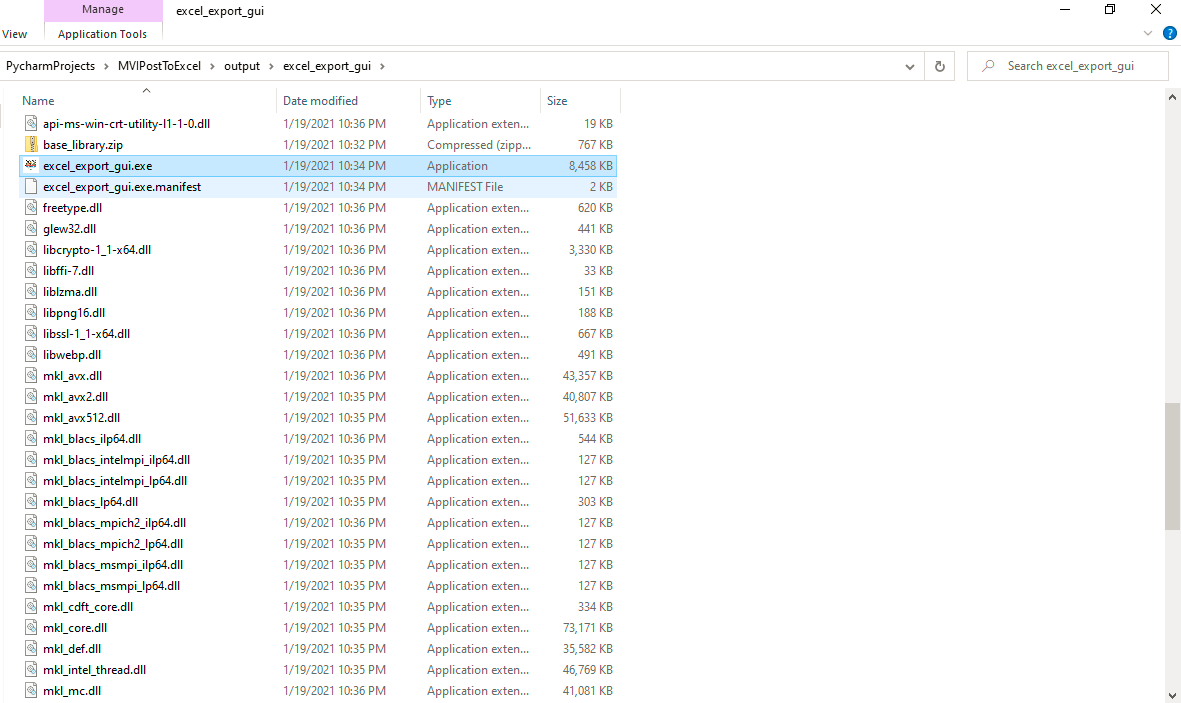 Manage
excel_export_gui
View
Application Tools
PycharmProjects > MVIPostToExcel > output > excel_export_gui >
Search excel_export_gui
Name Date modified Type Size
api-ms-win-crt-utility-l1-1-0.dll 1/19/2021 10:36 PM Application exten... 19 KB
base_library.zip 1/19/2021 10:32 PM Compressed (zipp... 767 KB
excel_export_gui.exe 1/19/2021 10:34 PM Application 8,458 KB
excel_export_gui.exe.manifest 1/19/2021 10:34 PM MANIFEST File 2 KB
freetype.dll 1/19/2021 10:36 PM Application exten... 620 KB
glew32.dll 1/19/2021 10:36 PM Application exten... 441 KB
libcrypto-1_1-x64.dll 1/19/2021 10:36 PM Application exten... 3,330 KB
libffi-7.dll 1/19/2021 10:36 PM Application exten... 33 KB
liblzma.dll 1/19/2021 10:36 PM Application exten... 151 KB
libpng16.dll 1/19/2021 10:36 PM Application exten... 188 KB
libssl-1_1-x64.dll 1/19/2021 10:36 PM Application exten... 667 KB
libwebp.dll 1/19/2021 10:36 PM Application exten... 491 KB
mkl_avx.dll 1/19/2021 10:36 PM Application exten... 43,357 KB
mkl_avx2.dll 1/19/2021 10:35 PM Application exten... 40,807 KB
mkl_avx512.dll 1/19/2021 10:35 PM Application exten... 51,633 KB
mkl_blacs_ilp64.dll 1/19/2021 10:36 PM Application exten... 544 KB
mkl_blacs_intelmpi_ilp64.dll 1/19/2021 10:35 PM Application exten... 127 KB
mkl_blacs_intelmpi_lp64.dll 1/19/2021 10:35 PM Application exten... 127 KB
mkl_blacs_lp64.dll 1/19/2021 10:35 PM Application exten... 303 KB
mkl_blacs_mpich2_ilp64.dll 1/19/2021 10:36 PM Application exten... 127 KB
mkl_blacs_mpich2_lp64.dll 1/19/2021 10:35 PM Application exten... 127 KB
mkl_blacs_msmpi_ilp64.dll 1/19/2021 10:35 PM Application exten... 127 KB
mkl_blacs_msmpi_lp64.dll 1/19/2021 10:35 PM Application exten... 127 KB
mkl_cdft_core.dll 1/19/2021 10:35 PM Application exten... 334 KB
mkl_core.dll 1/19/2021 10:35 PM Application exten... 73,171 KB
mkl_def.dll 1/19/2021 10:35 PM Application exten... 35,582 KB
mkl_intel_thread.dll 1/19/2021 10:35 PM Application exten... 46,769 KB
mkl_mc.dll 1/19/2021 10:36 PM Application exten... 41,081 KB